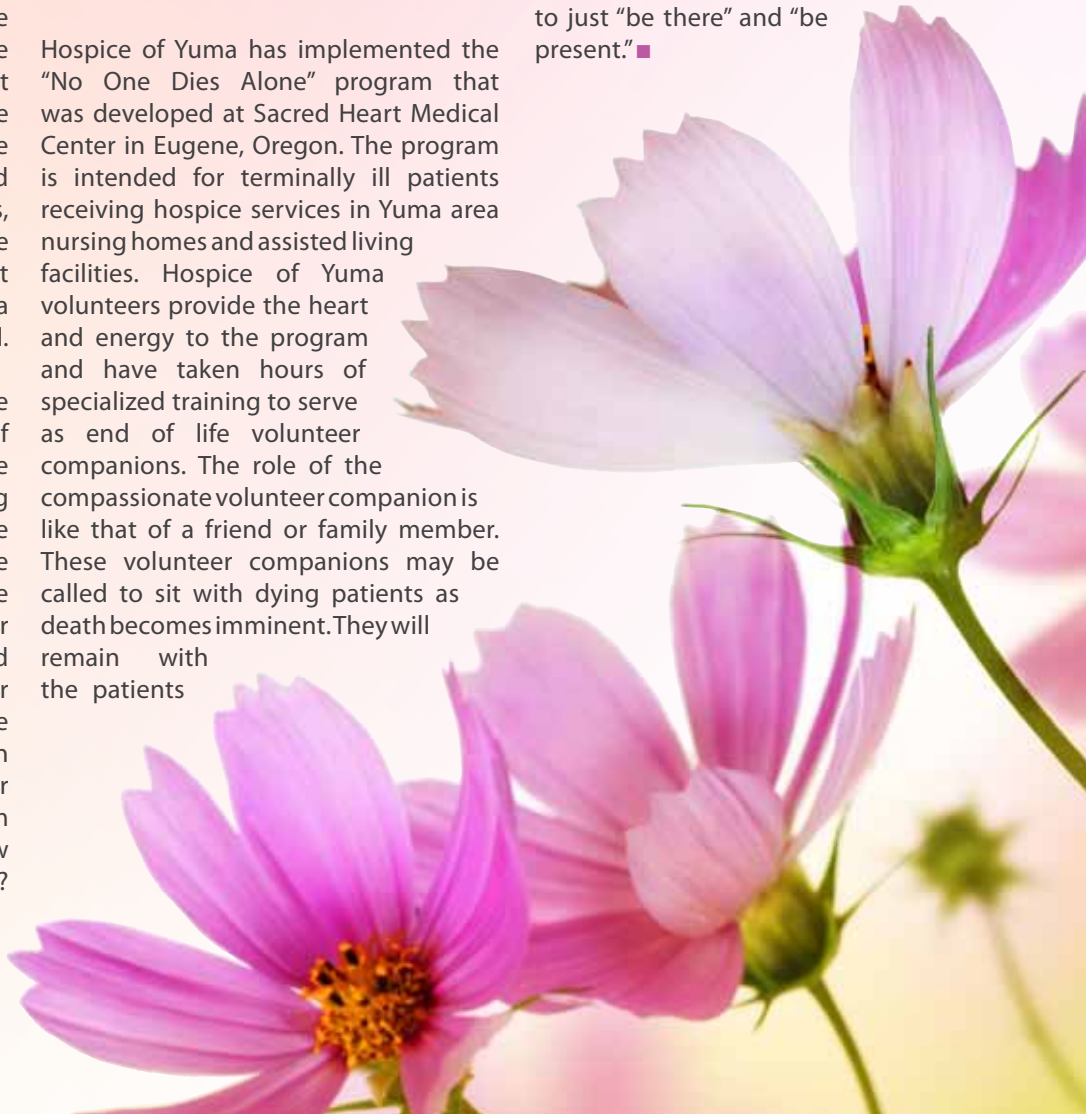 Hospice of Yuma has implemented the
“No One Dies Alone” program that
was developed at Sacred Heart Medical
Center in Eugene, Oregon. The program
is intended for terminally ill patients
receiving hospice services in Yuma area
nursing homes and assisted living
facilities. Hospice of Yuma
volunteers provide the heart
and energy to the program
and have taken hours of
specialized training to serve
as end of life volunteer
companions. The role of the
compassionate volunteer companion is
like that of a friend or family member.
These volunteer companions may be
called to sit with dying patients as
death becomes imminent. They will
remain with
the patients
to just “be there” and “be
present.”